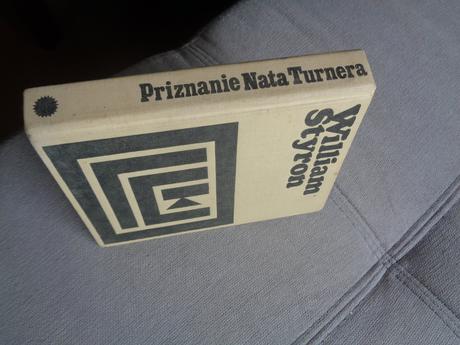 Priznanie Nata Turnera
William
Styron